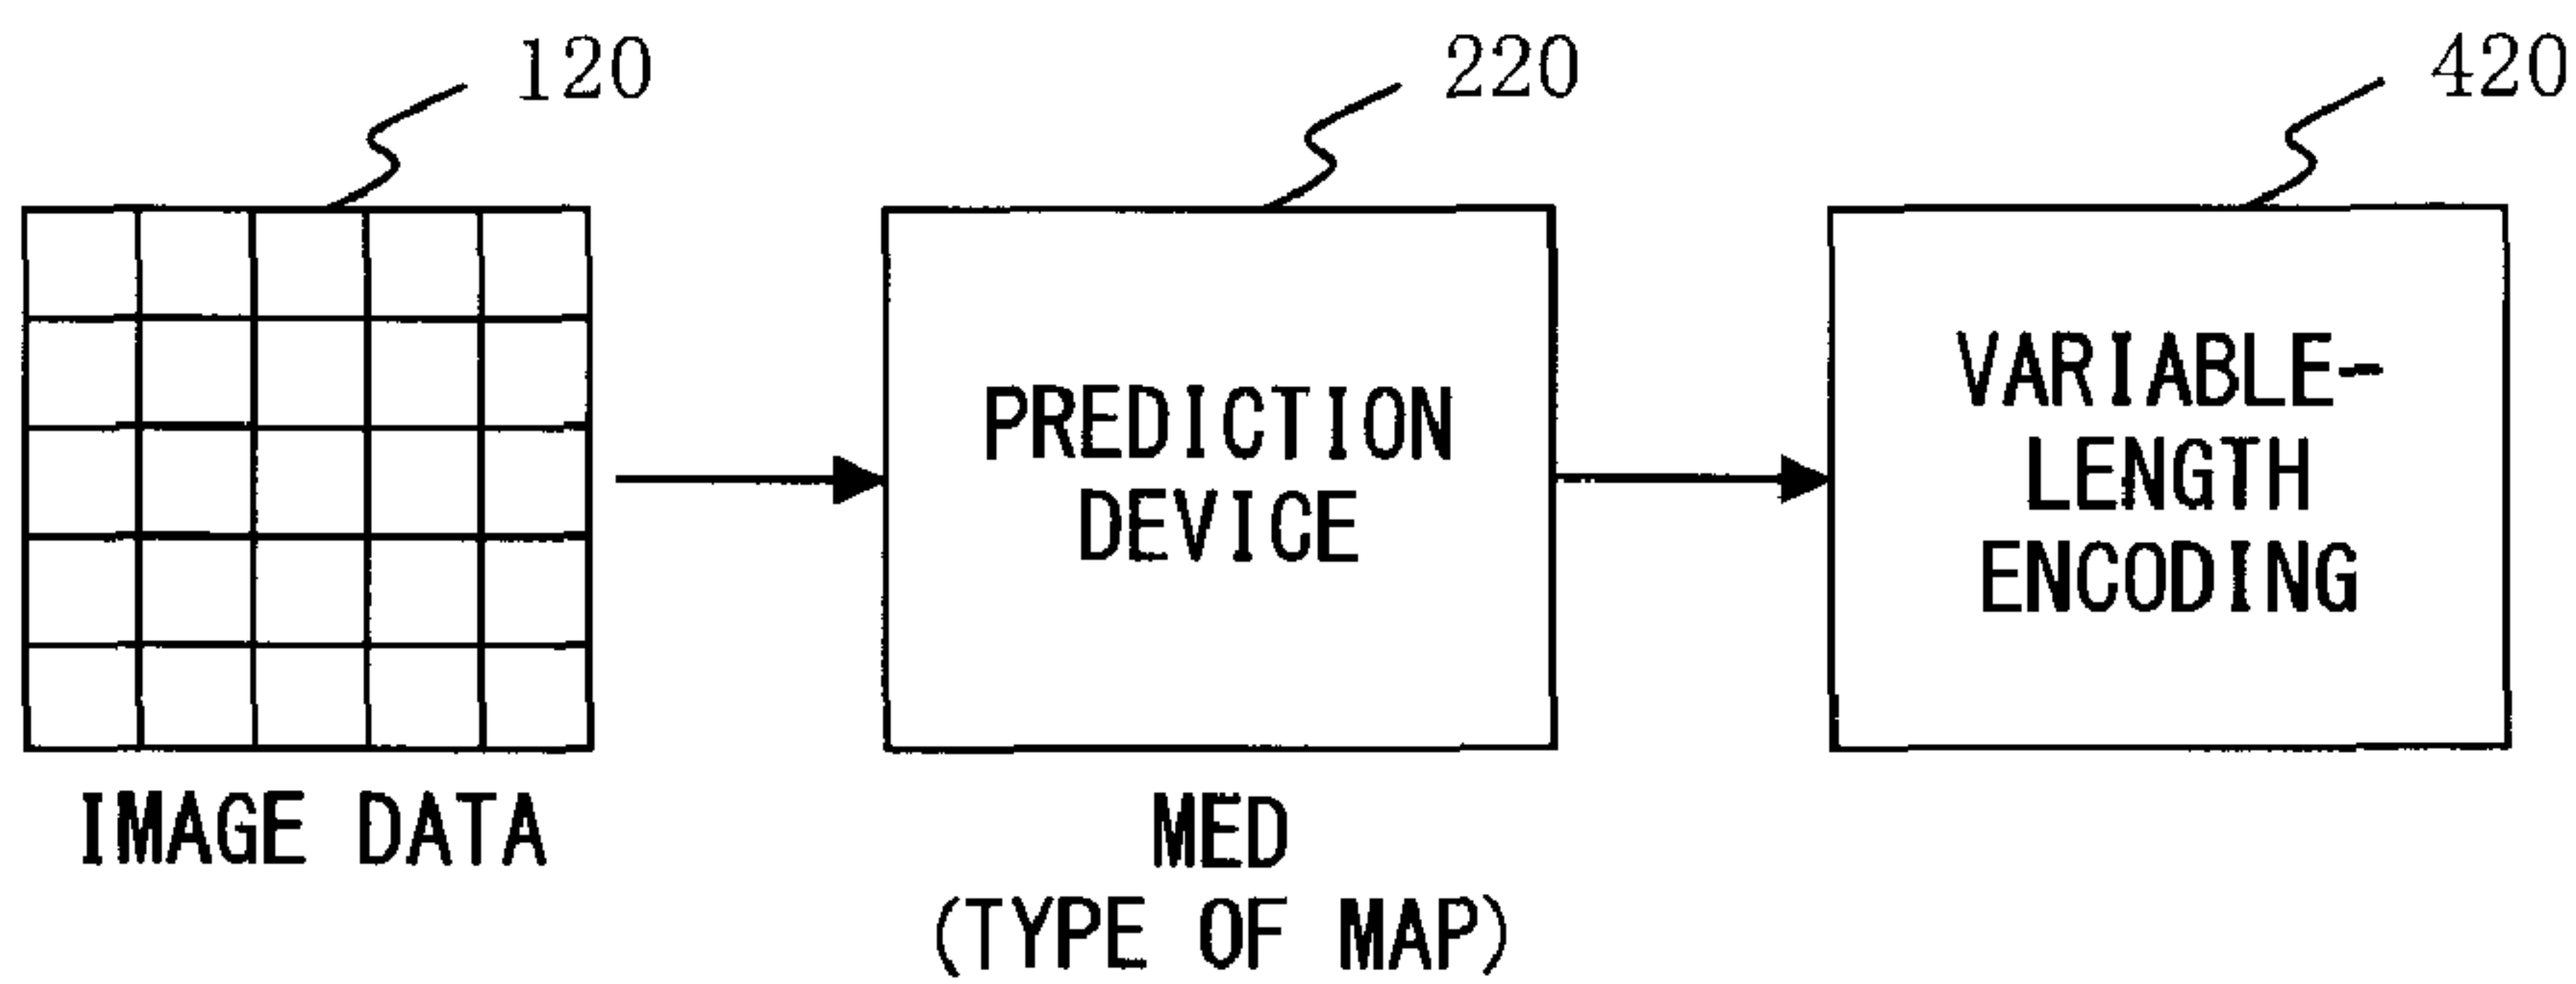 120
220
420
PREDICTION
DEVICE
VARIABLE-
LENGTH
ENCODING
IMAGE DATA
MED
(TYPE OF MAP)